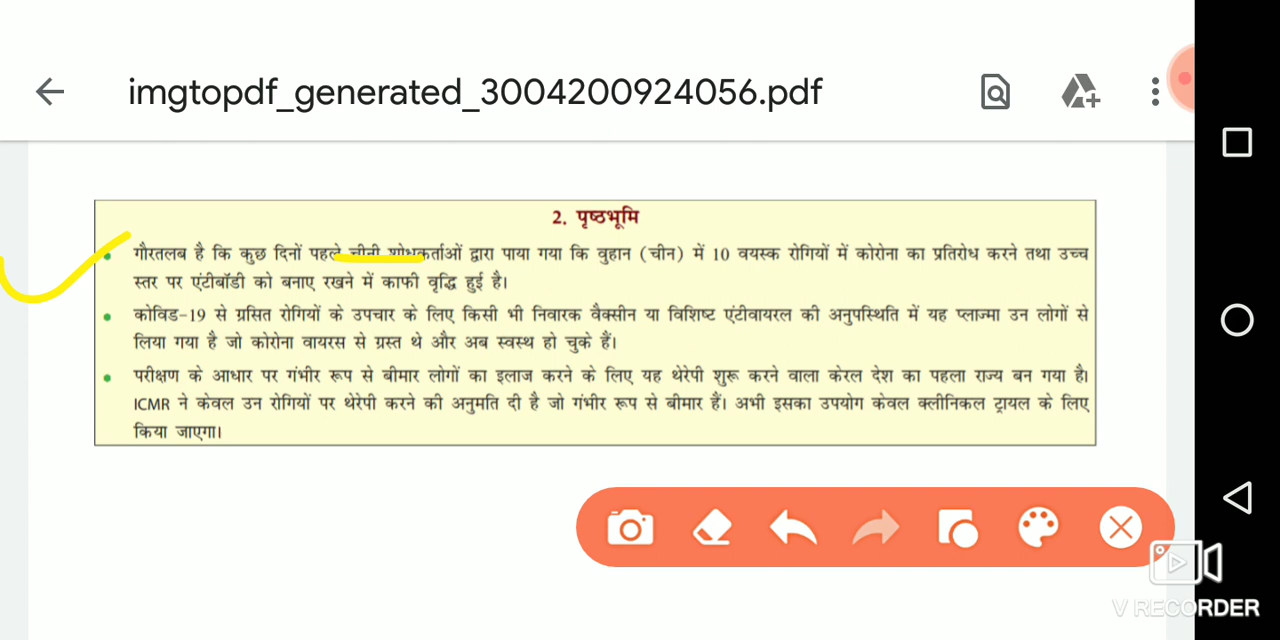 imgtopdf_generated_3004200924056.pdf
2. पृष्ठभूमि
गौरतलब है कि कुछ दिनों पहले चीनी शोधकर्ताओं द्वारा पाया गया कि वुहान (चीन) में 10 वयस्क रोगियों में कोरोना का प्रतिरोध करने तथा उच्च
स्तर पर एंटीबॉडी को बनाए रखने में काफी वृद्धि हुई है।
कोविड-19 से ग्रसित रोगियों के उपचार के लिए किसी भी निवारक वैक्सीन या विशिष्ट एंटीवायरल की अनुपस्थिति में यह प्लाज्मा उन लोगों से
लिया गया है जो कोरोना वायरस से ग्रस्त थे और अब स्वस्थ हो चुके हैं।
परीक्षण के आधार पर गंभीर रूप से बीमार लोगों का इलाज करने के लिए यह थेरेपी शुरू करने वाला केरल देश का पहला राज्य बन गया है।
ICMR ने केवल उन रोगियों पर थेरेपी करने की अनुमति दी है जो गंभीर रूप से बीमार हैं। अभी इसका उपयोग केवल क्लीनिकल ट्रायल के लिए
किया जाएगा।
V RECORDER